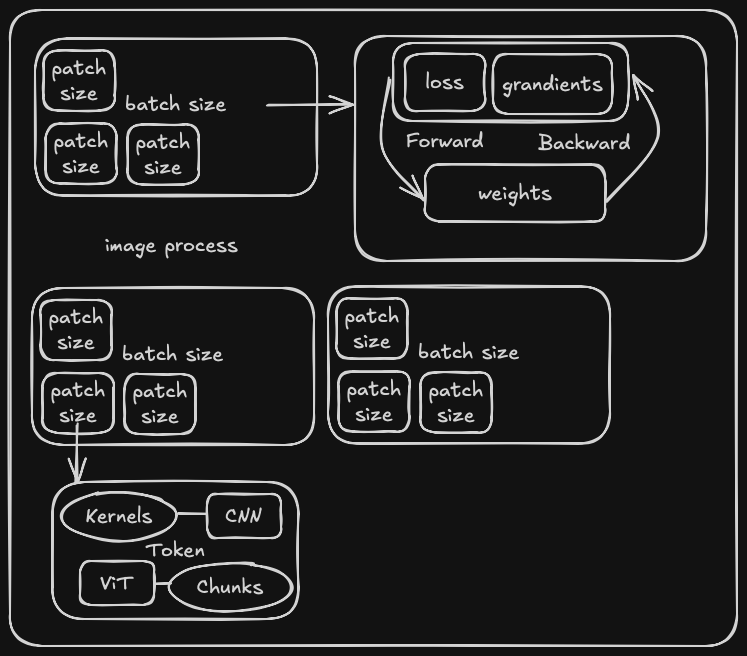 patch
size
batch size
patch
size
patch
size
loss
grandients
Forward
Backward
weights
image process
patch
size
batch size
patch
size
patch
size
patch
size
batch size
patch
size
patch
size
Kernels
CNN
Token
ViT
Chunks